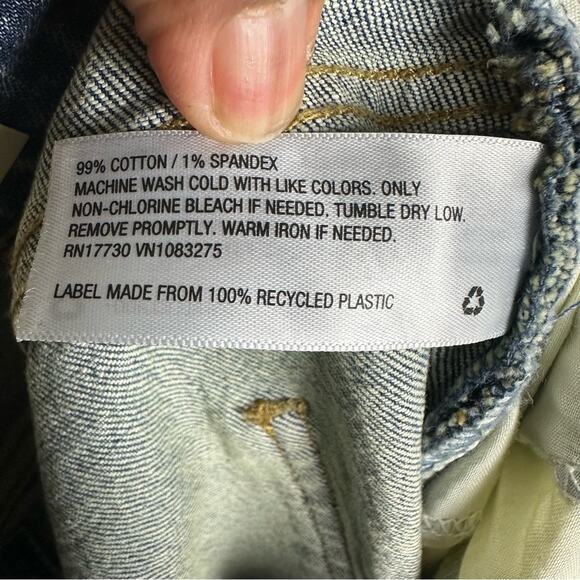 99% COTTON / 1% SPANDEX
MACHINE WASH COLD WITH LIKE COLORS. ONLY
NON-CHLORINE BLEACH IF NEEDED. TUMBLE DRY LOW.
REMOVE PROMPTLY. WARM IRON IF NEEDED.
RN17730 VN1083275
LABEL MADE FROM 100% RECYCLED PLASTIC